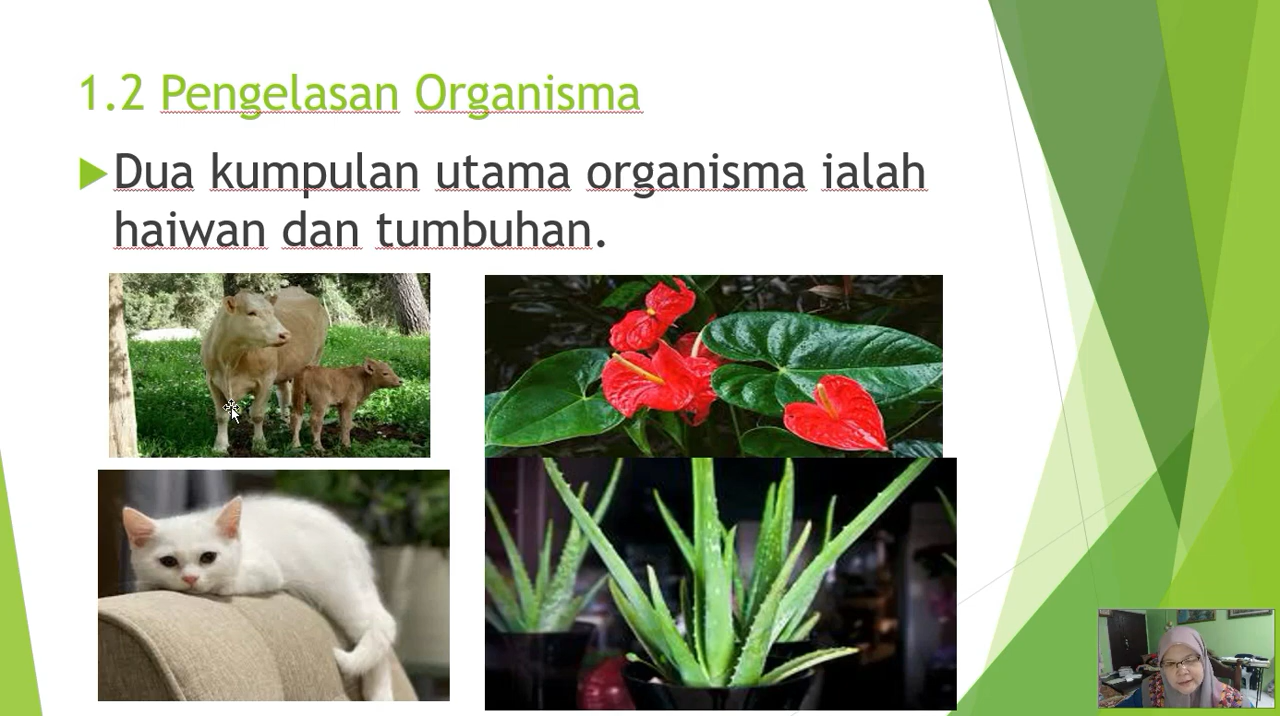 1.2 Pengelasan Organisma
Dua kumpulan utama organisma ialah
haiwan dan tumbuhan.